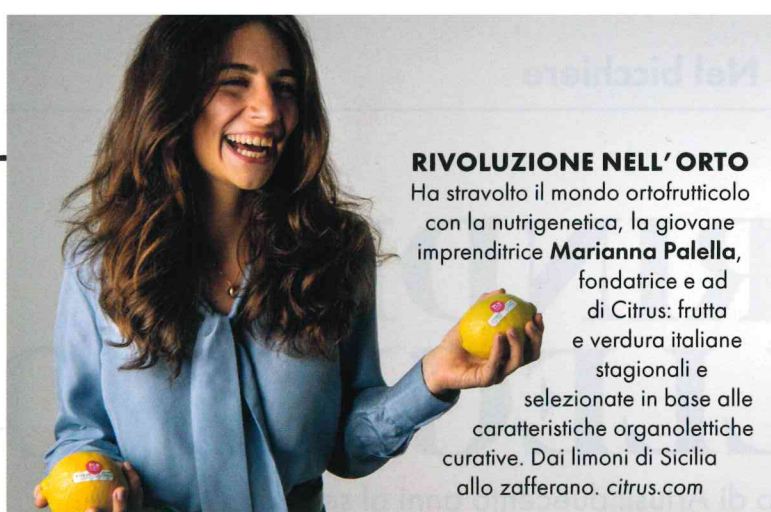 Nel bicchiere
RIVOLUZIONE NELL'ORTO
Ha stravolto il mondo ortofrutticolo
con la nutrigenetica, la giovane
imprenditrice Marianna Palella,
fondatrice e ad
di Citrus: frutta
e verdura italiane
stagionali e
selezionate in base alle
caratteristiche organolettiche
curative. Dai limoni di Sicilia
allo zafferano. citrus.com